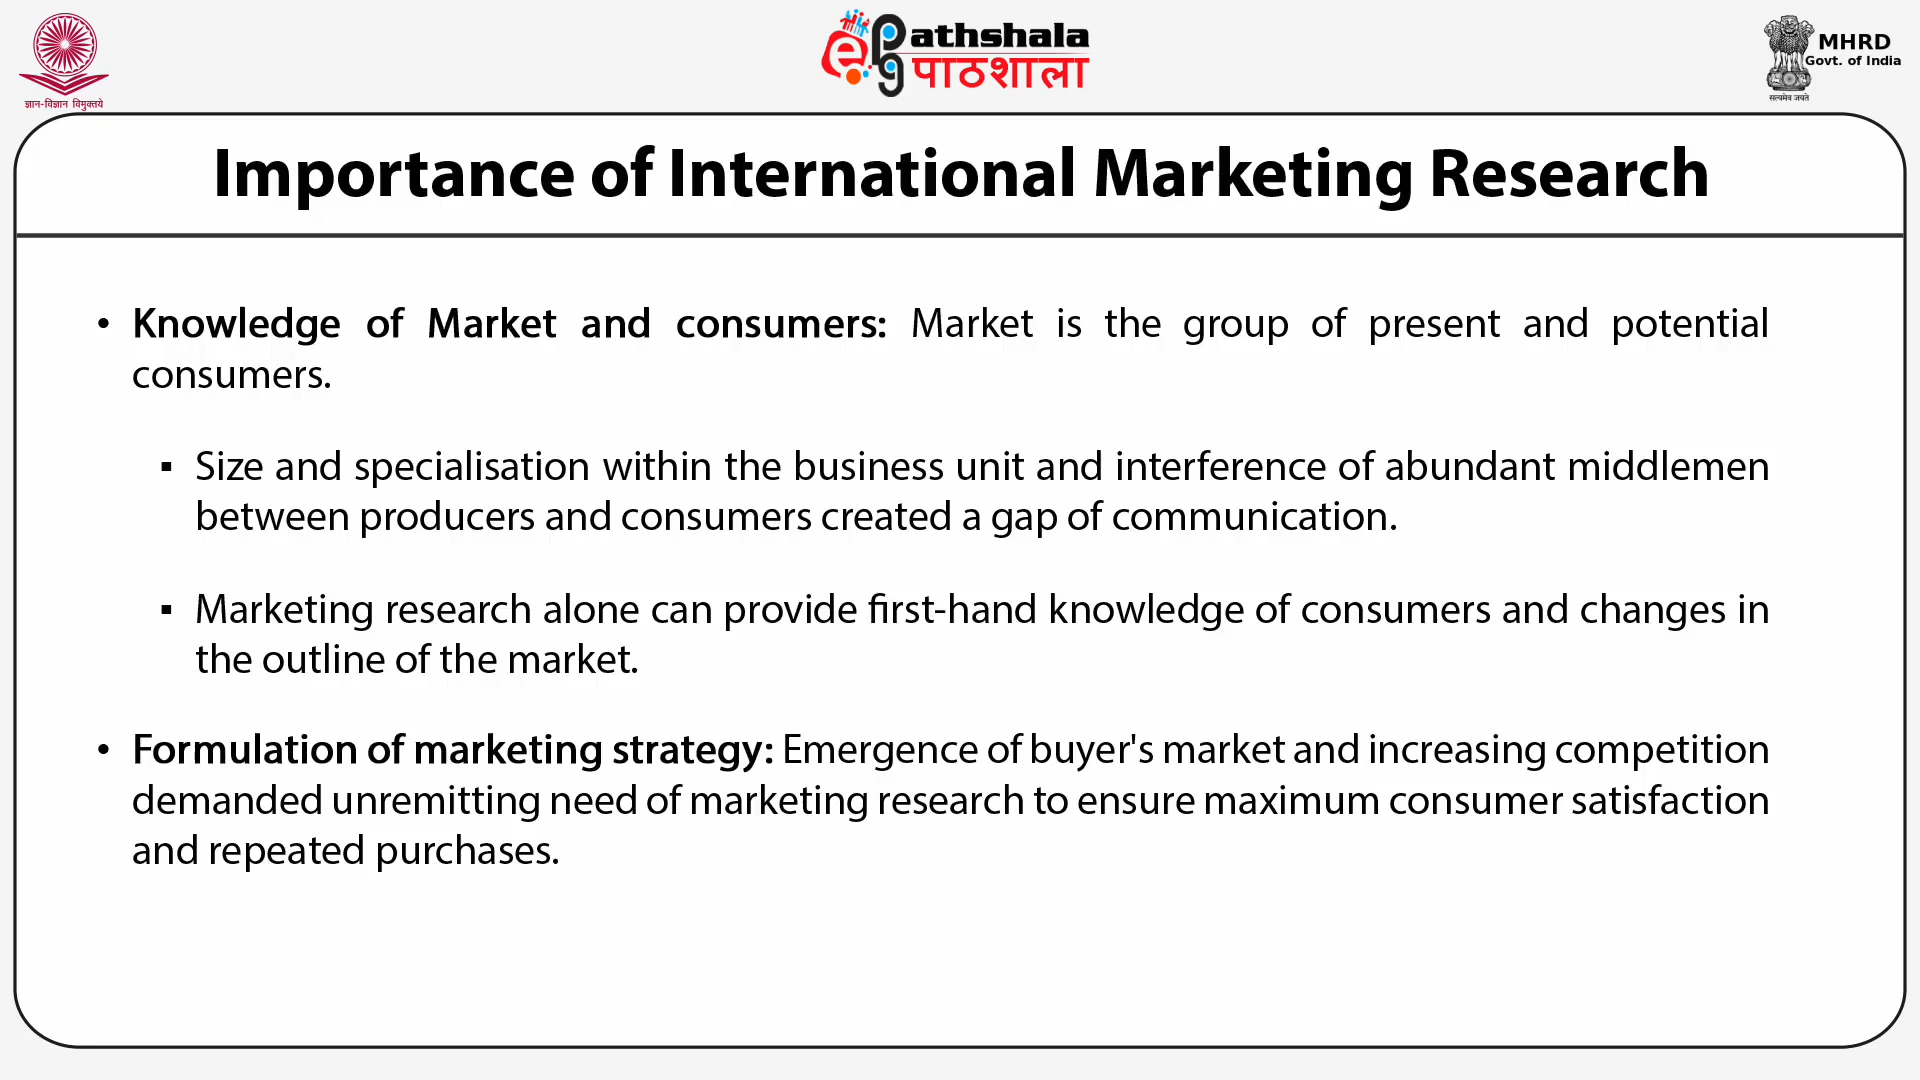 ज्ञान-विज्ञान विमुक्तये
e PG Pathshala
पाठशाला
MHRD
Govt. of India
सत्यमेव जयते
Importance of International Marketing Research
• Knowledge of Market and consumers: Market is the group of present and potential
consumers.
▪ Size and specialisation within the business unit and interference of abundant middlemen
between producers and consumers created a gap of communication.
▪ Marketing research alone can provide first-hand knowledge of consumers and changes in
the outline of the market.
• Formulation of marketing strategy: Emergence of buyer's market and increasing competition
demanded unremitting need of marketing research to ensure maximum consumer satisfaction
and repeated purchases.